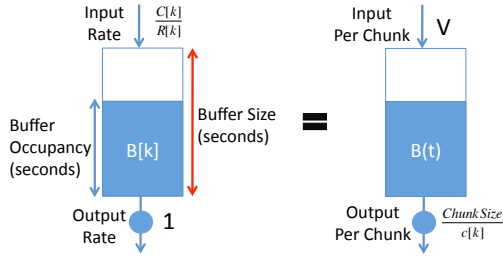 Input
Rate
C[k]
R[k]
Buffer
Occupancy
(seconds)
B[k]
Buffer Size
(seconds)
Output
Rate
1
=
Input
Per Chunk
V
B(t)
Output
Per Chunk
ChunkSize
c[k]